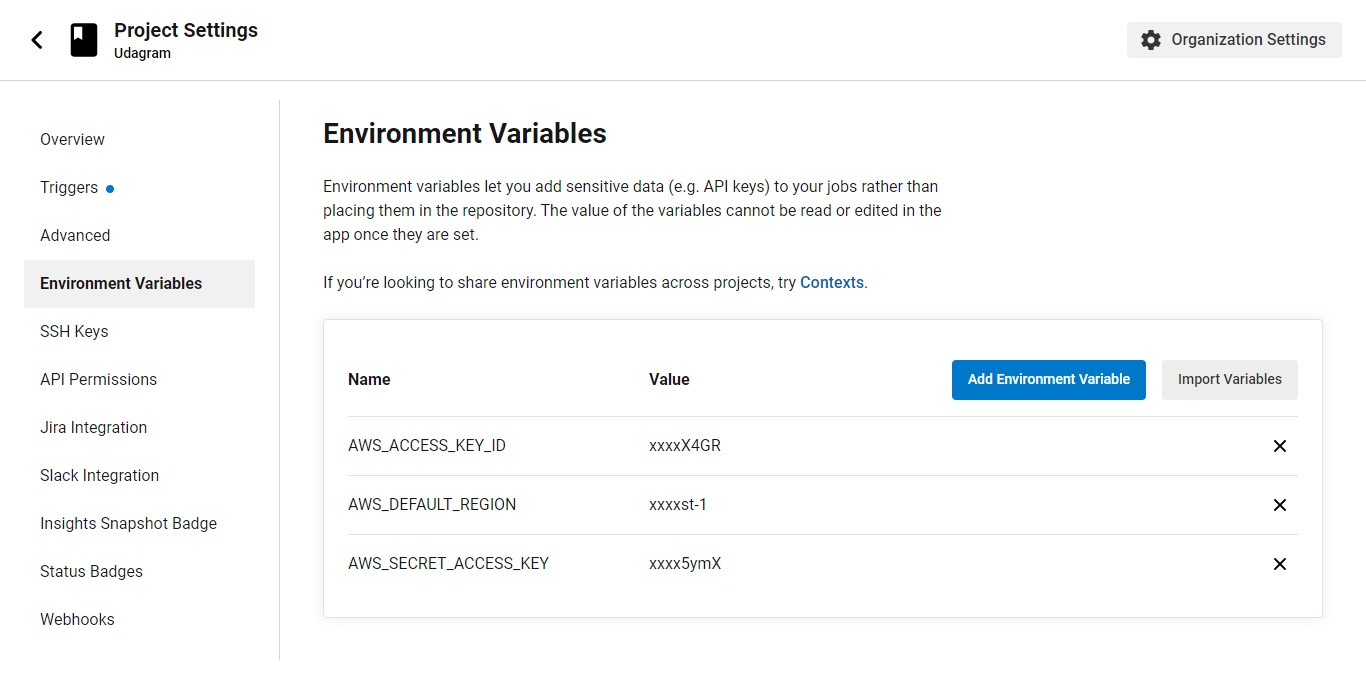 Project Settings
Udagram
Organization Settings
Overview
Triggers
Advanced
Environment Variables
SSH Keys
API Permissions
Jira Integration
Slack Integration
Insights Snapshot Badge
Status Badges
Webhooks
Environment Variables
Environment variables let you add sensitive data (e.g. API keys) to your jobs rather than
placing them in the repository. The value of the variables cannot be read or edited in the
app once they are set.
If you’re looking to share environment variables across projects, try Contexts.
Name Value Add Environment Variable Import Variables
AWS_ACCESS_KEY_ID xxxxX4GR
AWS_DEFAULT_REGION xxxxst-1
AWS_SECRET_ACCESS_KEY xxxx5ymX